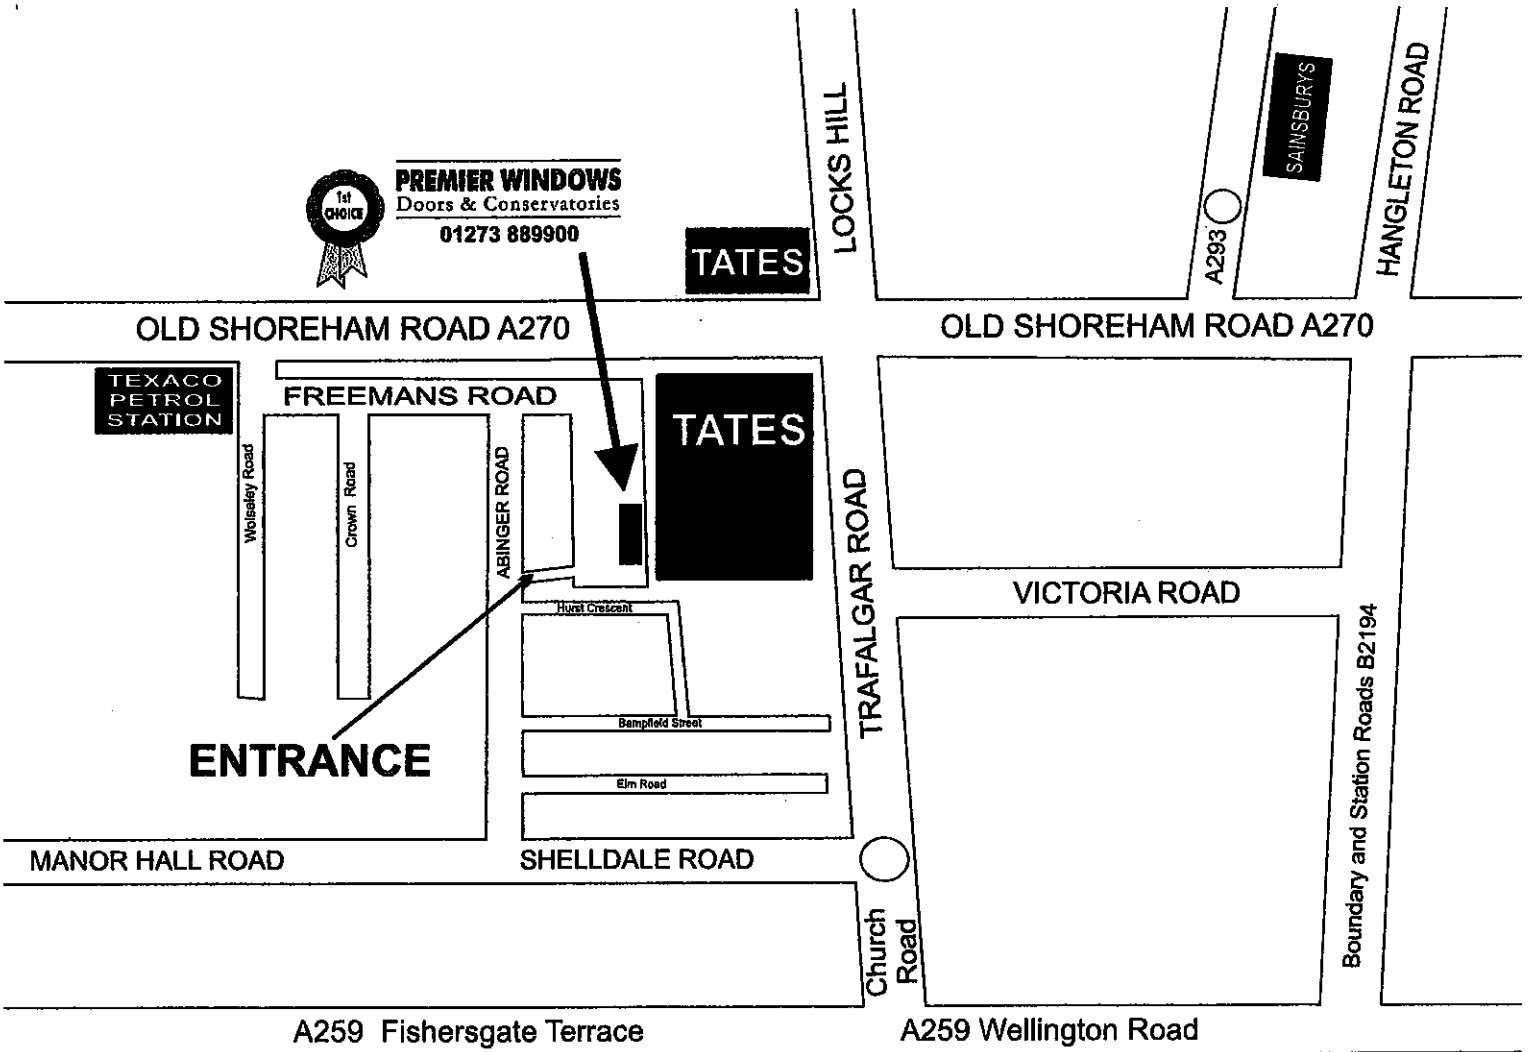 LOCKS HILL
SAINSBURYS
HANGLETON ROAD
A293
1st
CHOICE
PREMIER WINDOWS
Doors & Conservatories
01273 889900
TATES
OLD SHOREHAM ROAD A270
OLD SHOREHAM ROAD A270
TEXACO
PETROL
STATION
FREEMANS ROAD
TATES
Wolseley Road
Crown Road
ABINGER ROAD
TRAFALGAR ROAD
VICTORIA ROAD
Hurst Crescent
Boundary and Station Roads B2194
Bampfield Street
ENTRANCE
Elm Road
MANOR HALL ROAD
SHELLDALE ROAD
Church
Road
A259 Fishersgate Terrace
A259 Wellington Road